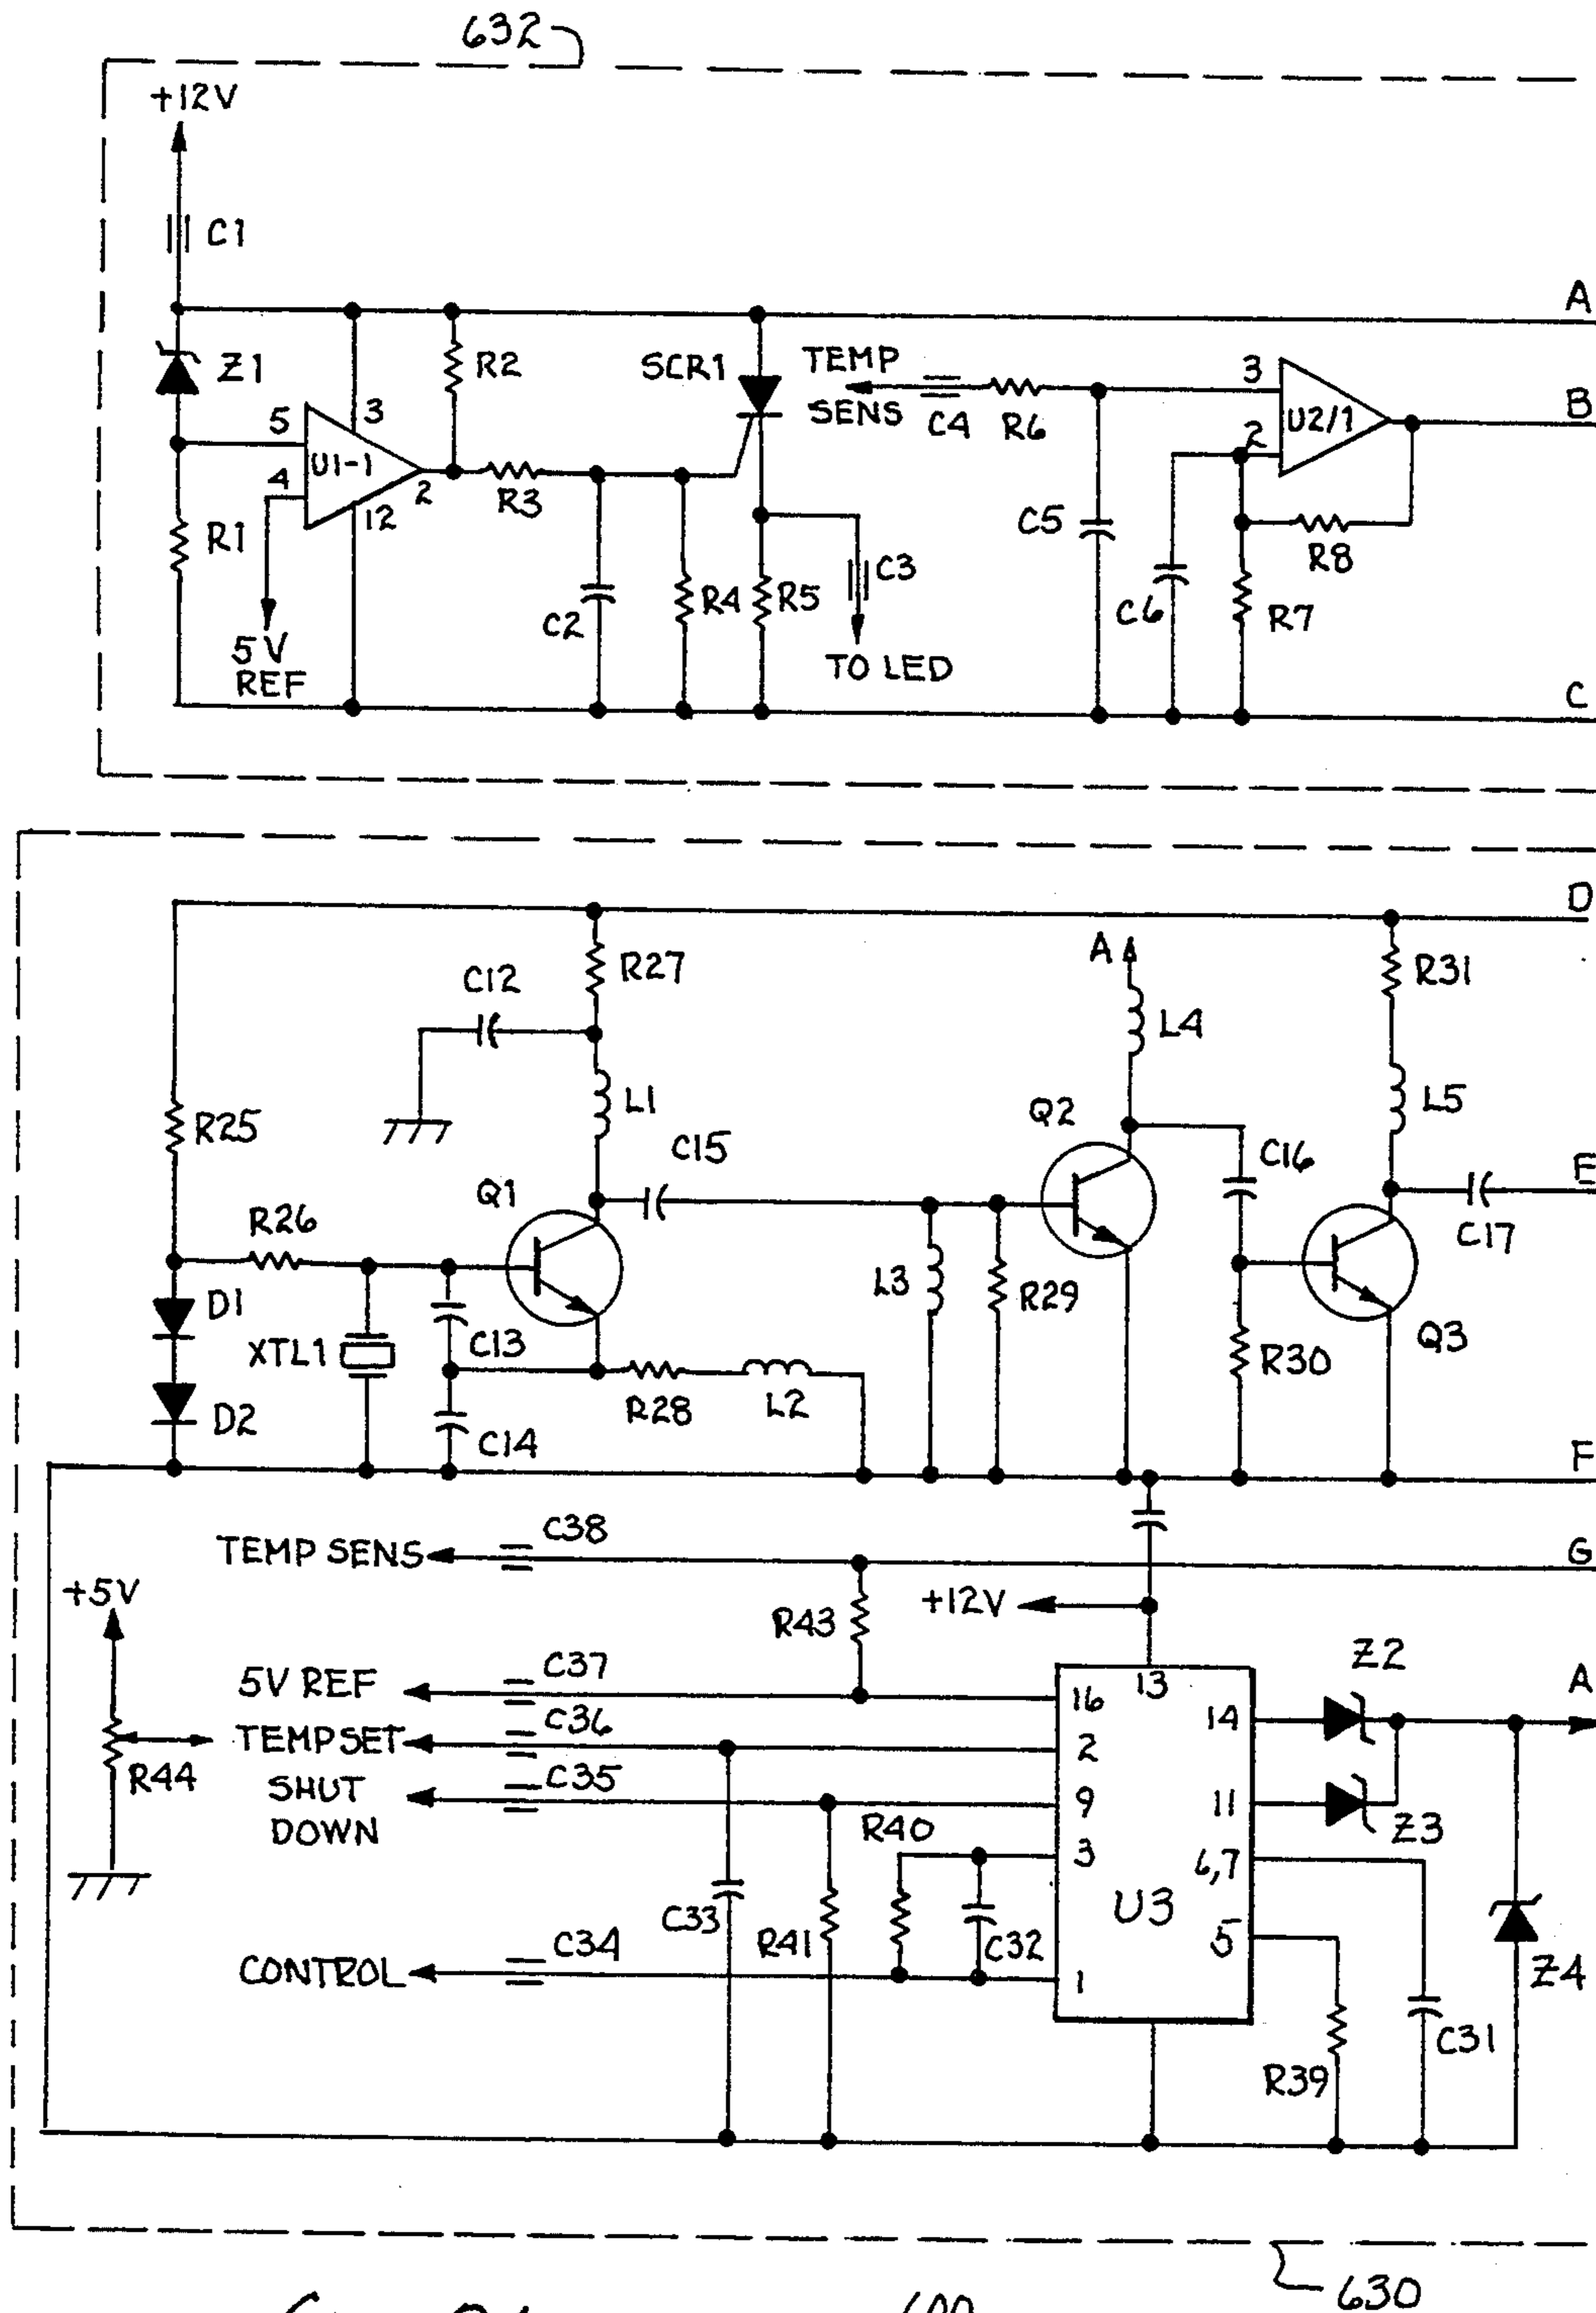 632
+12V
C1
A
Z1
R2
SCR1
TEMP
SENS
C4
R6
3
U2/1
B
5
3
U1-1
4
2
12
R3
2
R1
C5
R8
C3
R4
R5
C2
C6
R7
5V
REF
TO LED
C
D
C12
R27
A
R31
L4
L1
R25
Q2
L5
C15
C16
E
Q1
R26
C17
L3
R29
D1
C13
Q3
XTL1
R30
R28
L2
D2
C14
F
C38
TEMP SENS
G
+5V
R43
+12V
C37
5V REF
Z2
13
16
A
14
C36
TEMP SET
2
R44
C35
SHUT
DOWN
9
11
Z3
R40
3
6,7
U3
C33
R41
C32
5
C34
CONTROL
1
Z4
C31
R39
630